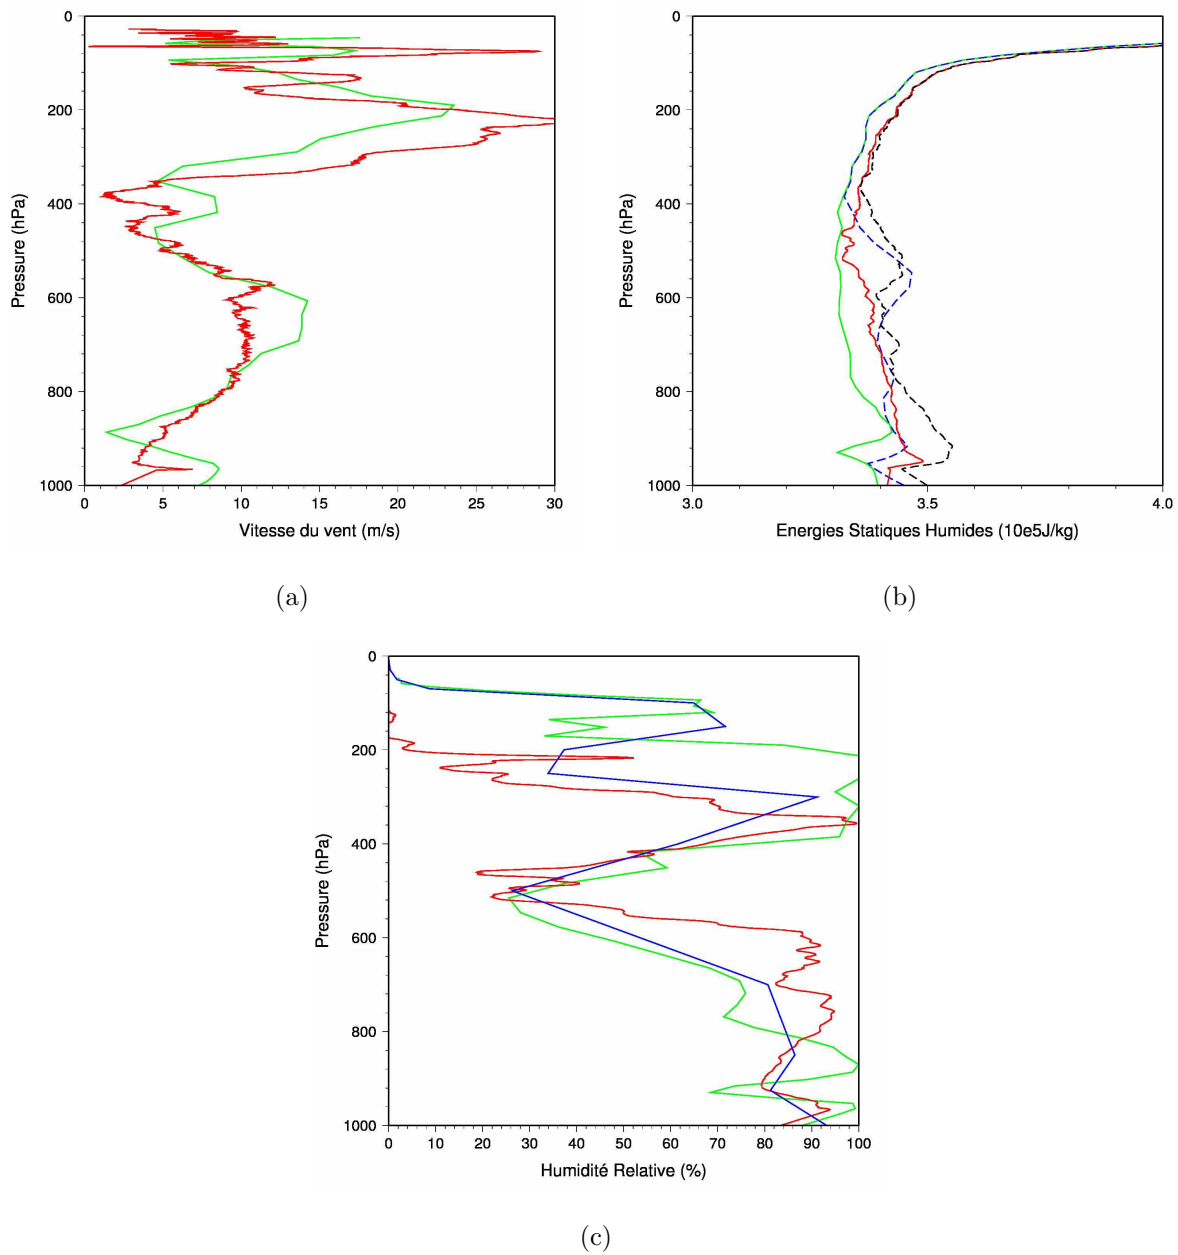 0
200
400
600
800
1000
Pressure (hPa)
0 5 10 15 20 25 30
Vitesse du vent (m/s)
(a)
0
200
400
600
800
1000
Pressure (hPa)
3.0 3.5 4.0
Energies Statiques Humides (10e5J/kg)
(b)
0
200
400
600
800
1000
Pressure (hPa)
0 10 20 30 40 50 60 70 80 90 100
Humidité Relative (%)
(c)